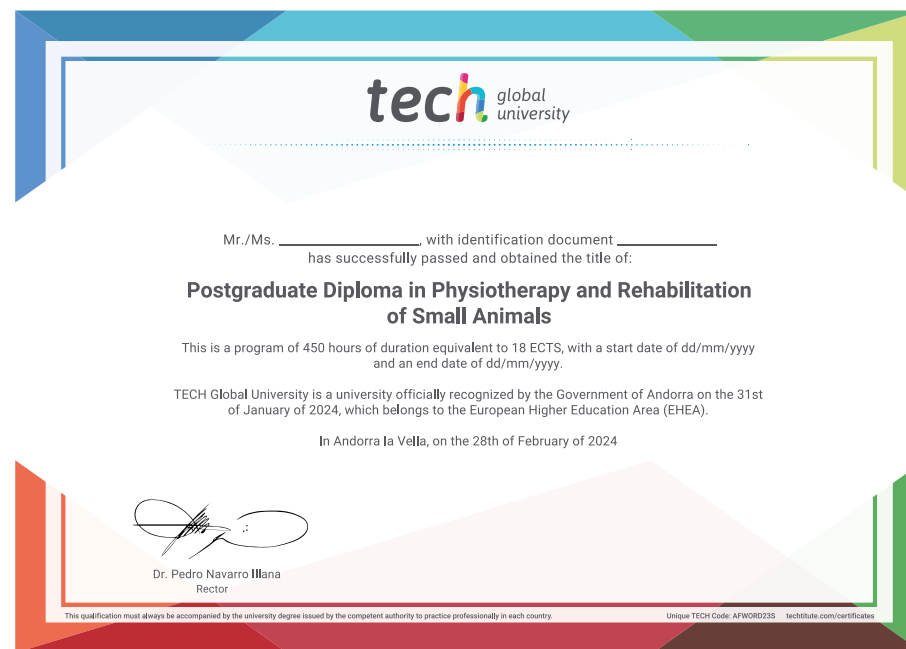 tech global university
Mr./Ms. ____________________, with identification document ______________
has successfully passed and obtained the title of:
Postgraduate Diploma in Physiotherapy and Rehabilitation
of Small Animals
This is a program of 450 hours of duration equivalent to 18 ECTS, with a start date of dd/mm/yyyy
and an end date of dd/mm/yyyy.
TECH Global University is a university officially recognized by the Government of Andorra on the 31st
of January of 2024, which belongs to the European Higher Education Area (EHEA).
In Andorra la Vella, on the 28th of February of 2024
Dr. Pedro Navarro Illana
Rector
This qualification must always be accompanied by the university degree issued by the competent authority to practice professionally in each country. Unique TECH Code: AFWORD23S techtitute.com/certificates